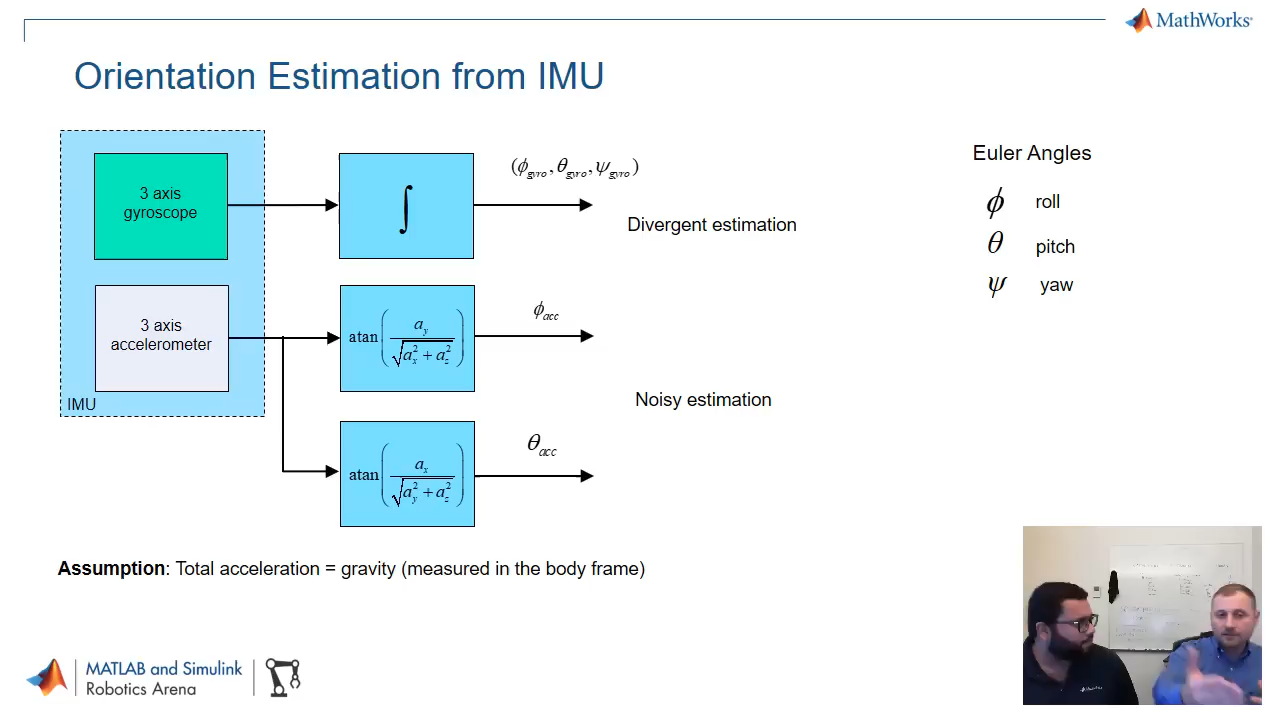 MathWorks®
Orientation Estimation from IMU
3 axis
gyroscope
∫
(ϕgyro, θgyro, ψgyro)
Divergent estimation
3 axis
accelerometer
IMU
atan(ay / √(ax² + az²))
ϕacc
Noisy estimation
atan(ax / √(ay² + az²))
θacc
Euler Angles
ϕ roll
θ pitch
ψ yaw
Assumption: Total acceleration = gravity (measured in the body frame)
MATLAB and Simulink
Robotics Arena